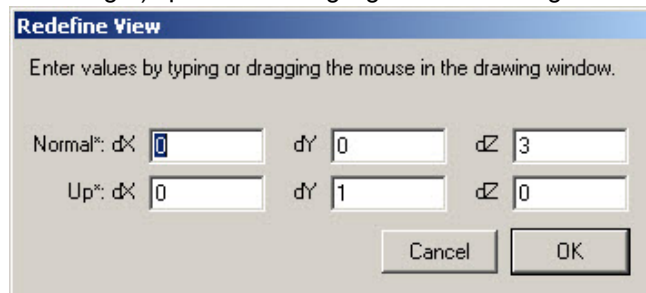 Redefine View
Enter values by typing or dragging the mouse in the drawing window.
Normal*: dX 0 dY 0 dZ 3
Up*: dX 0 dY 1 dZ 0
Cancel OK